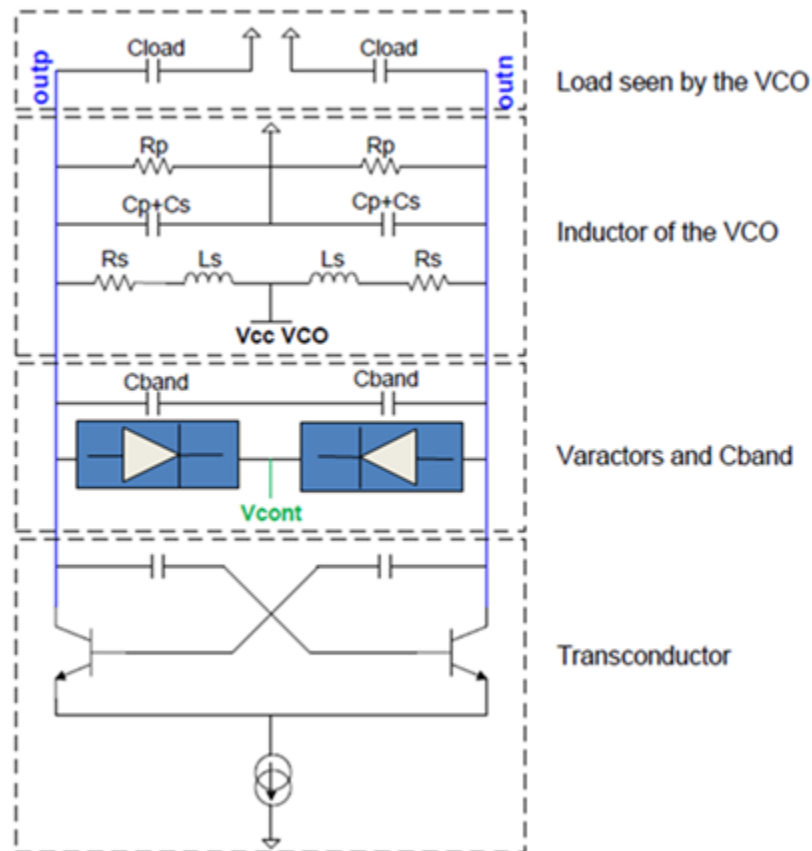 Cload Cload
outp
outn
Load seen by the VCO
Rp Rp
Cp+Cs Cp+Cs
Inductor of the VCO
Rs Ls Ls Rs
Vcc VCO
Cband Cband
Varactors and Cband
Vcont
Transconductor